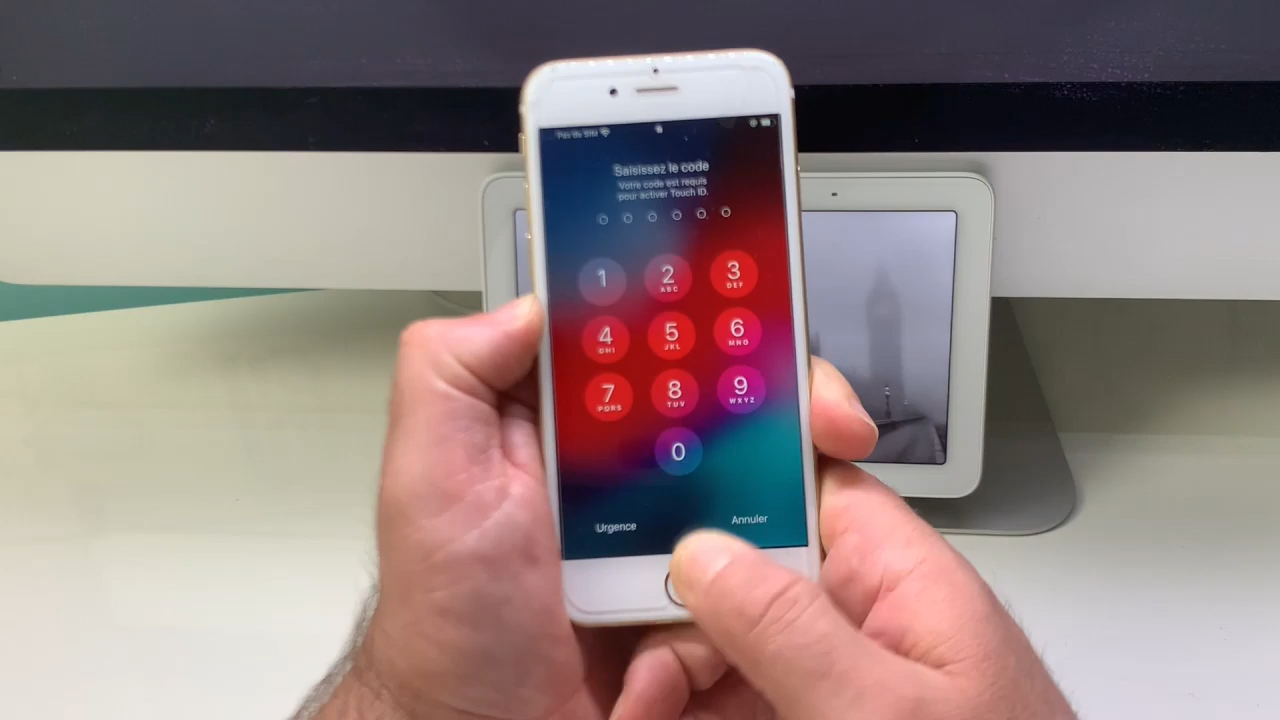 Pas de SIM
Saisissez le code
Votre code est requis
pour activer Touch ID.
1 2 3
ABC DEF
4 5 6
GHI JKL MNO
7 8 9
PQRS TUV WXYZ
0
Urgence Annuler